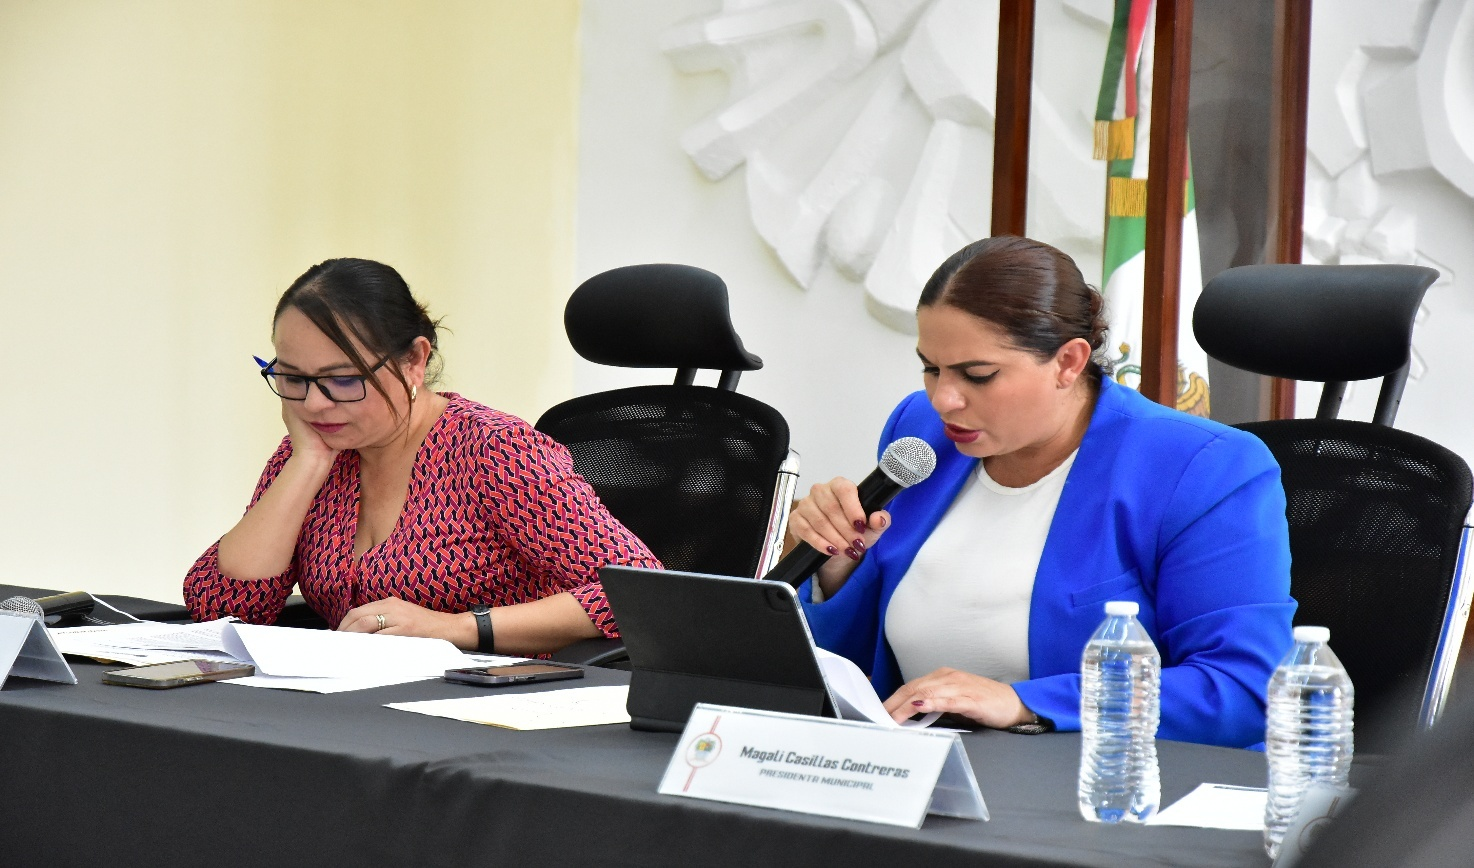 Magali Casillas Contreras
PRESIDENTA MUNICIPAL